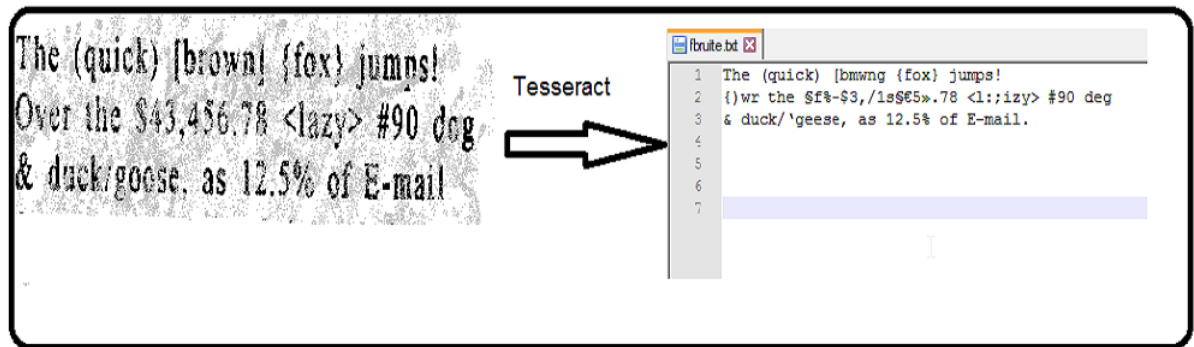 The (quick) [brown] {fox} jumps!
Over the $43,456.78 <lazy> #90 dog
& duck/goose, as 12.5% of E-mail
Tesseract
fbruite.txt
1 The (quick) [bmwng {fox} jumps!
2 {)wr the §f%-$3,/1s§€5».78 <l:;izy> #90 deg
3 & duck/‘geese, as 12.5% of E-mail.
4
5
6
7